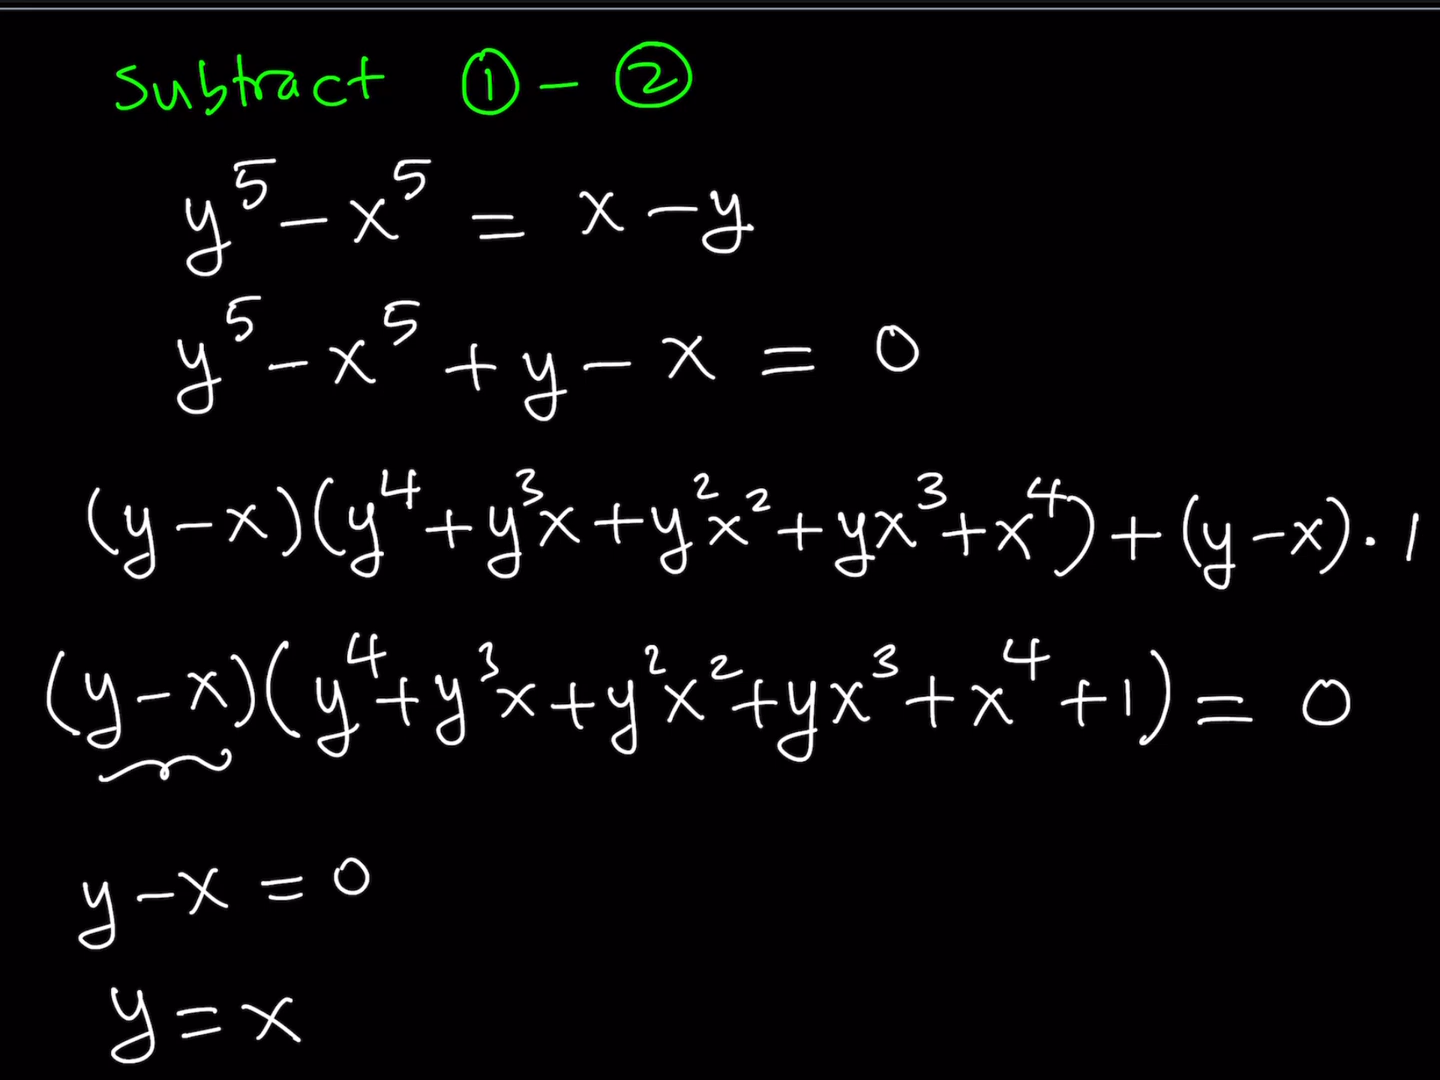 Subtract ① - ②
y⁵ - x⁵ = x - y
y⁵ - x⁵ + y - x = 0
(y - x)(y⁴ + y³x + y²x² + yx³ + x⁴) + (y - x) · 1
(y - x)(y⁴ + y³x + y²x² + yx³ + x⁴ + 1) = 0
y - x = 0
y = x